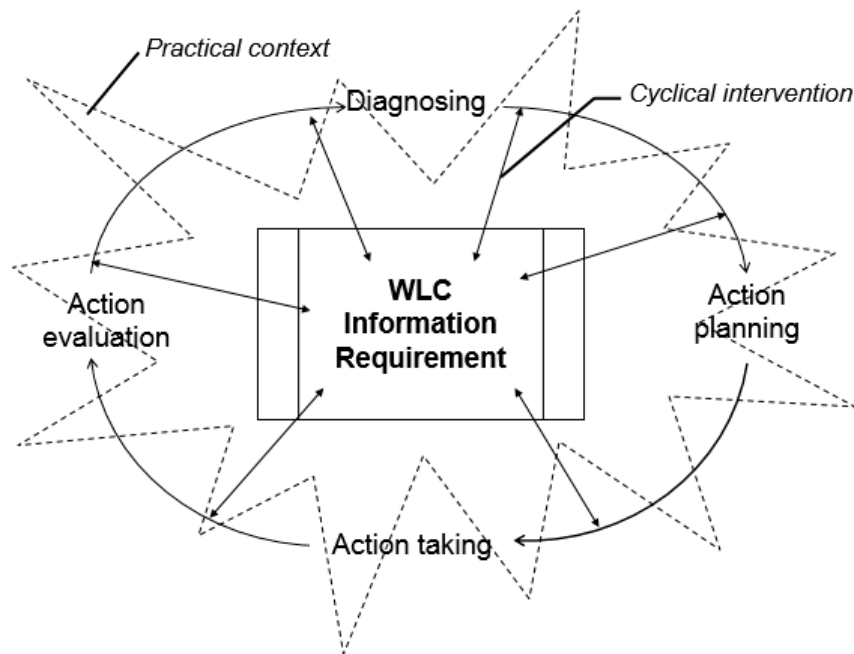 Practical context
Diagnosing
Cyclical intervention
WLC
Information
Requirement
Action
evaluation
Action
planning
Action taking